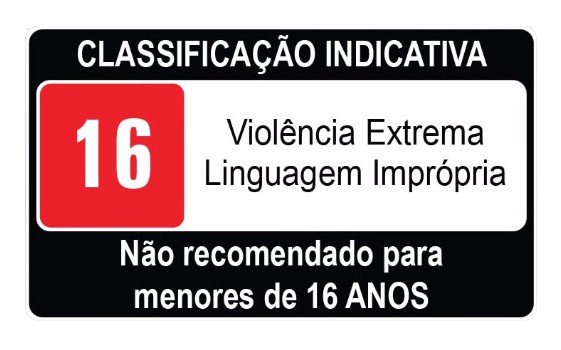 CLASSIFICAÇÃO INDICATIVA
16
Violência Extrema
Linguagem Imprópria
Não recomendado para
menores de 16 ANOS